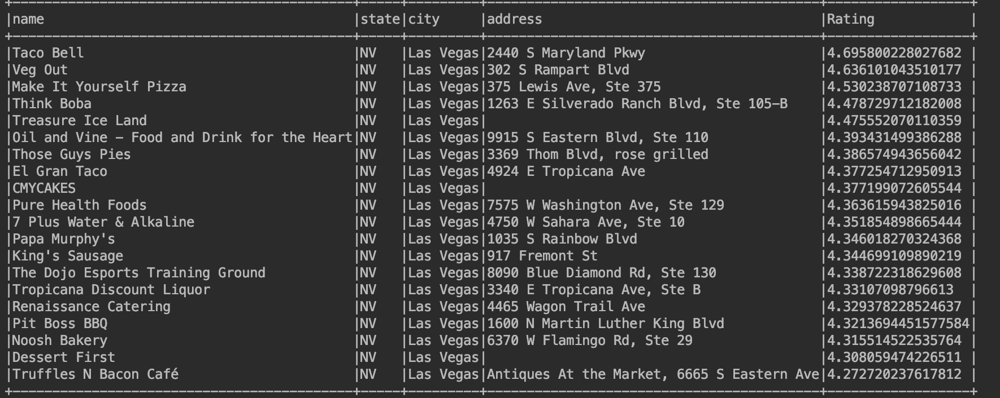 |name |state|city |address |Rating |
|Taco Bell |NV |Las Vegas|2440 S Maryland Pkwy |4.695800228027682 |
|Veg Out |NV |Las Vegas|302 S Rampart Blvd |4.636101043510177 |
|Make It Yourself Pizza |NV |Las Vegas|375 Lewis Ave, Ste 375 |4.530238707108733 |
|Think Boba |NV |Las Vegas|1263 E Silverado Ranch Blvd, Ste 105-B |4.478729712182008 |
|Treasure Ice Land |NV |Las Vegas| |4.475552070110359 |
|Oil and Vine - Food and Drink for the Heart|NV |Las Vegas|9915 S Eastern Blvd, Ste 110 |4.393431499386288 |
|Those Guys Pies |NV |Las Vegas|3369 Thom Blvd, rose grilled |4.386574943656042 |
|El Gran Taco |NV |Las Vegas|4924 E Tropicana Ave |4.377254712950913 |
|CMYCAKES |NV |Las Vegas| |4.377199072605544 |
|Pure Health Foods |NV |Las Vegas|7575 W Washington Ave, Ste 129 |4.363615943825016 |
|7 Plus Water & Alkaline |NV |Las Vegas|4750 W Sahara Ave, Ste 10 |4.351854898665444 |
|Papa Murphy's |NV |Las Vegas|1035 S Rainbow Blvd |4.346018270324368 |
|King's Sausage |NV |Las Vegas|917 Fremont St |4.344699109890219 |
|The Dojo Esports Training Ground |NV |Las Vegas|8090 Blue Diamond Rd, Ste 130 |4.338722318629608 |
|Tropicana Discount Liquor |NV |Las Vegas|3340 E Tropicana Ave, Ste B |4.33107098796613 |
|Renaissance Catering |NV |Las Vegas|4465 Wagon Trail Ave |4.329378228524637 |
|Pit Boss BBQ |NV |Las Vegas|1600 N Martin Luther King Blvd |4.3213694451577584|
|Noosh Bakery |NV |Las Vegas|6370 W Flamingo Rd, Ste 29 |4.315514522535764 |
|Dessert First |NV |Las Vegas| |4.308059474226511 |
|Truffles N Bacon Café |NV |Las Vegas|Antiques At the Market, 6665 S Eastern Ave|4.272720237617812 |